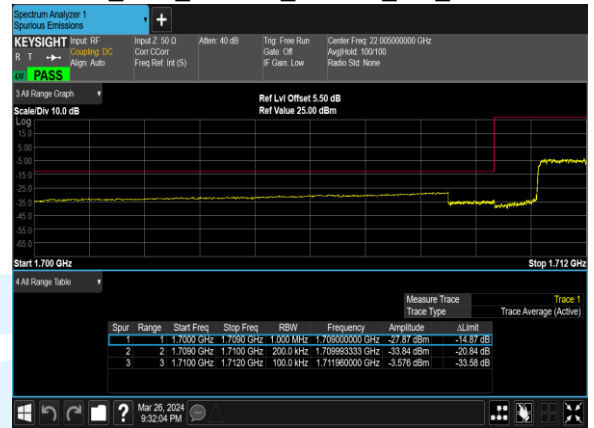 Spectrum Analyzer 1
Spurious Emissions
KEYSIGHT Input: RF Input Z: 50 Ω Atten: 40 dB Trig: Free Run Center Freq: 22.005000000 GHz
R T Coupling: DC Corr CCorr Gate: Off Avg|Hold: 100/100
Align: Auto Freq Ref: Int (S) IF Gain: Low Radio Std: None
PASS
3 All Range Graph
Ref Lvl Offset 5.50 dB
Scale/Div 10.0 dB Ref Value 25.00 dBm
Log
15.0
5.00
-5.00
-15.0
-25.0
-35.0
-45.0
-55.0
-65.0
Start 1.700 GHz Stop 1.712 GHz
4 All Range Table
Measure Trace Trace 1
Trace Type Trace Average (Active)
Spur Range Start Freq Stop Freq RBW Frequency Amplitude ΔLimit
1 1 1.7000 GHz 1.7090 GHz 1.000 MHz 1.709000000 GHz -27.87 dBm -14.87 dB
2 2 1.7090 GHz 1.7100 GHz 200.0 kHz 1.709993333 GHz -33.84 dBm -20.84 dB
3 3 1.7100 GHz 1.7120 GHz 100.0 kHz 1.711960000 GHz -3.576 dBm -33.58 dB
Mar 26, 2024
9:32:04 PM